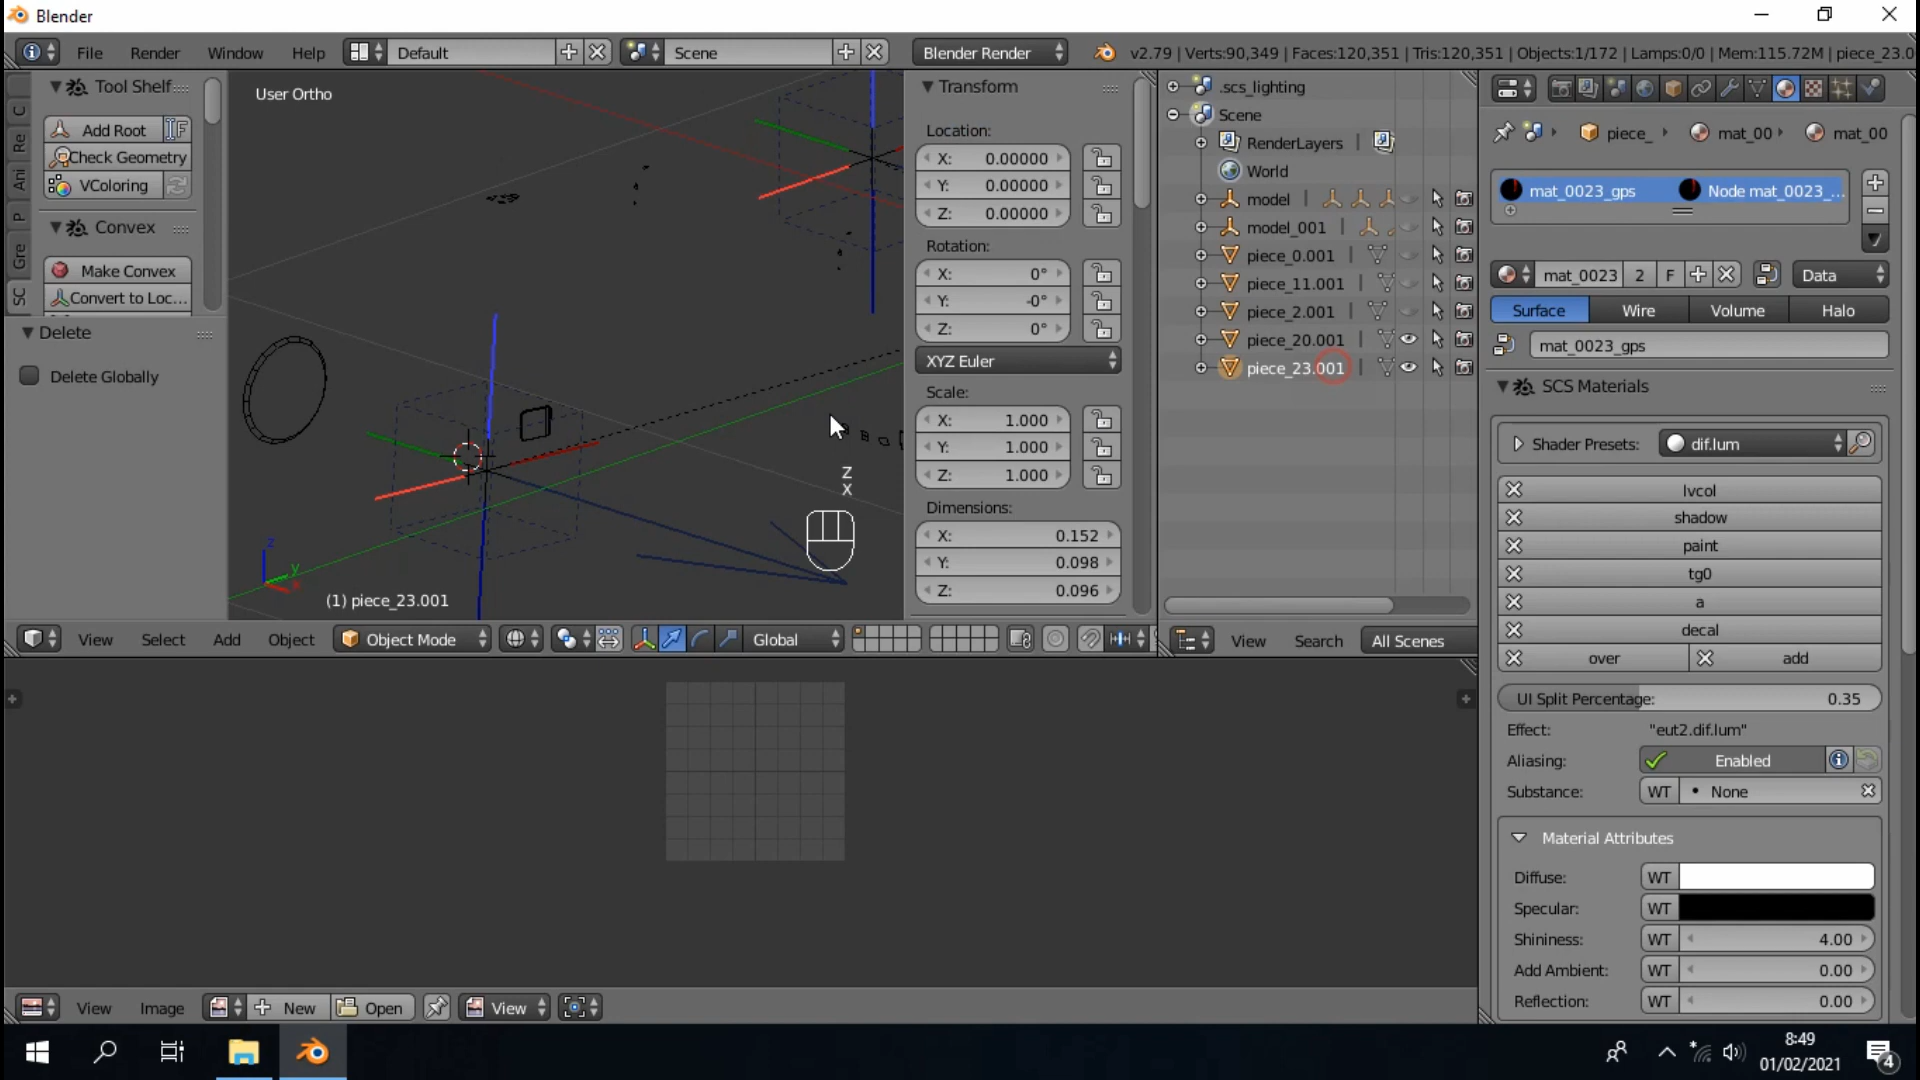 Blender
File Render Window Help Default Scene Blender Render v2.79 | Verts:90,349 | Faces:120,351 | Tris:120,351 | Objects:1/172 | Lamps:0/0 | Mem:115.72M | piece_23.0
Tool Shelf
Add Root
Check Geometry
VColoring
Convex
Make Convex
Convert to Loc...
Delete
Delete Globally
C
Re
Ani
P
Gre
SC
User Ortho
Z
X
z
y
x
(1) piece_23.001
View Select Add Object Object Mode Global
Transform
Location:
X: 0.00000
Y: 0.00000
Z: 0.00000
Rotation:
X: 0°
Y: -0°
Z: 0°
XYZ Euler
Scale:
X: 1.000
Y: 1.000
Z: 1.000
Dimensions:
X: 0.152
Y: 0.098
Z: 0.096
.scs_lighting
Scene
RenderLayers |
World
model |
model_001 |
piece_0.001 |
piece_11.001 |
piece_2.001 |
piece_20.001 |
piece_23.001 |
View Search All Scenes
piece_ mat_00 mat_00
mat_0023_gps Node mat_0023_...
mat_0023 2 F Data
Surface Wire Volume Halo
mat_0023_gps
SCS Materials
Shader Presets: dif.lum
lvcol
shadow
paint
tg0
a
decal
over add
UI Split Percentage: 0.35
Effect: "eut2.dif.lum"
Aliasing: Enabled
Substance: WT None
Material Attributes
Diffuse: WT
Specular: WT
Shininess: WT 4.00
Add Ambient: WT 0.00
Reflection: WT 0.00
View Image New Open View
8:49
01/02/2021
4